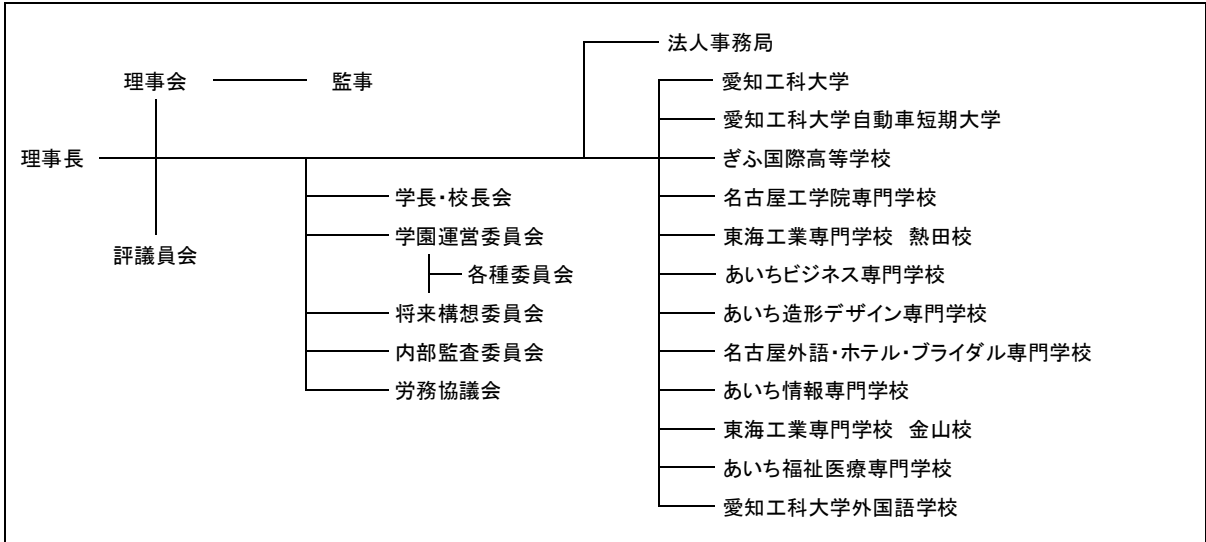 法人事務局
理事会
監事
理事長
評議員会
学長・校長会
学園運営委員会
各種委員会
将来構想委員会
内部監査委員会
労務協議会
愛知工科大学
愛知工科大学自動車短期大学
ぎふ国際高等学校
名古屋工学院専門学校
東海工業専門学校 熱田校
あいちビジネス専門学校
あいち造形デザイン専門学校
名古屋外語・ホテル・ブライダル専門学校
あいち情報専門学校
東海工業専門学校 金山校
あいち福祉医療専門学校
愛知工科大学外国語学校